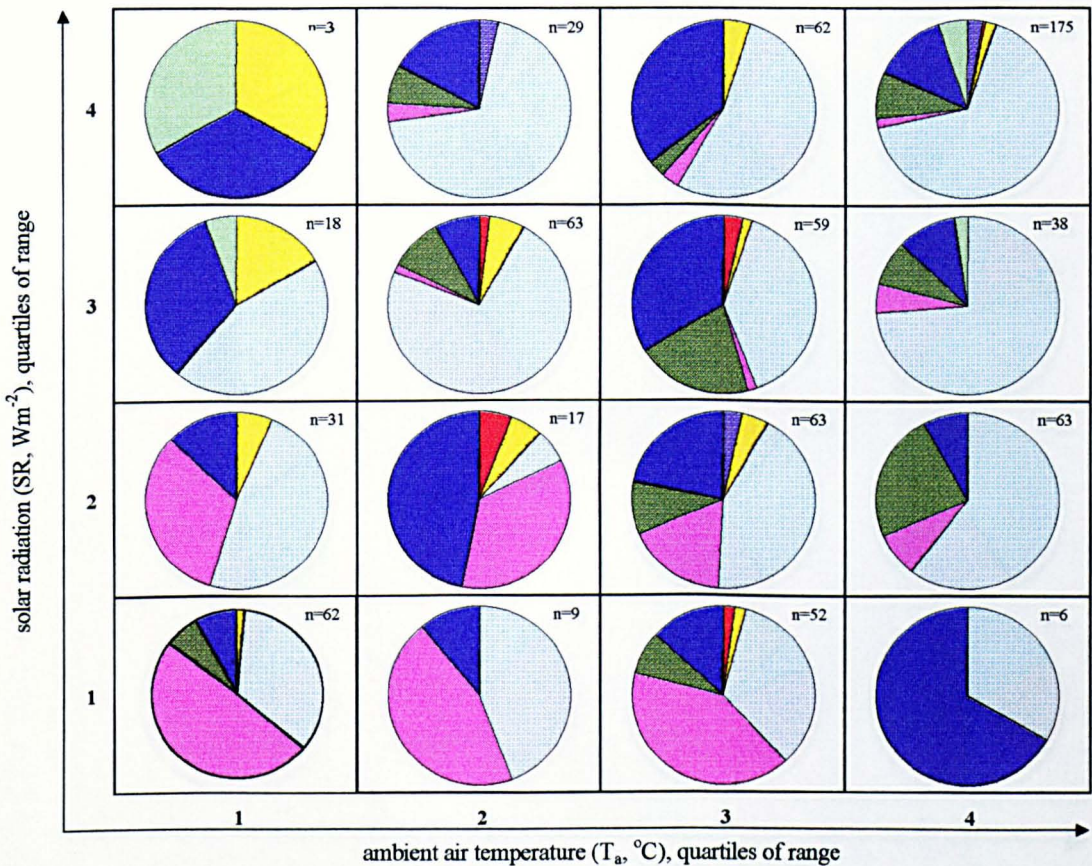 n=3 n=29 n=62 n=175
4
n=18 n=63 n=59 n=38
3
n=31 n=17 n=63 n=63
2
n=62 n=9 n=52 n=6
1
1 2 3 4
solar radiation (SR, Wm⁻²), quartiles of range
ambient air temperature (Tₐ, °C), quartiles of range